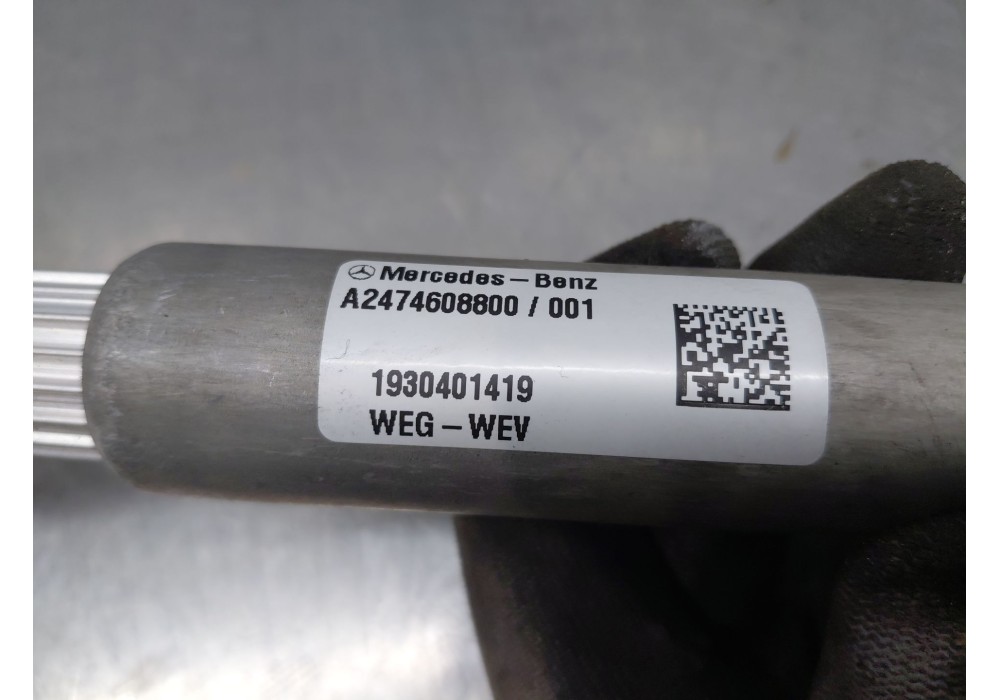 Mercedes-Benz
A2474608800 / 001
1930401419
WEG-WEV